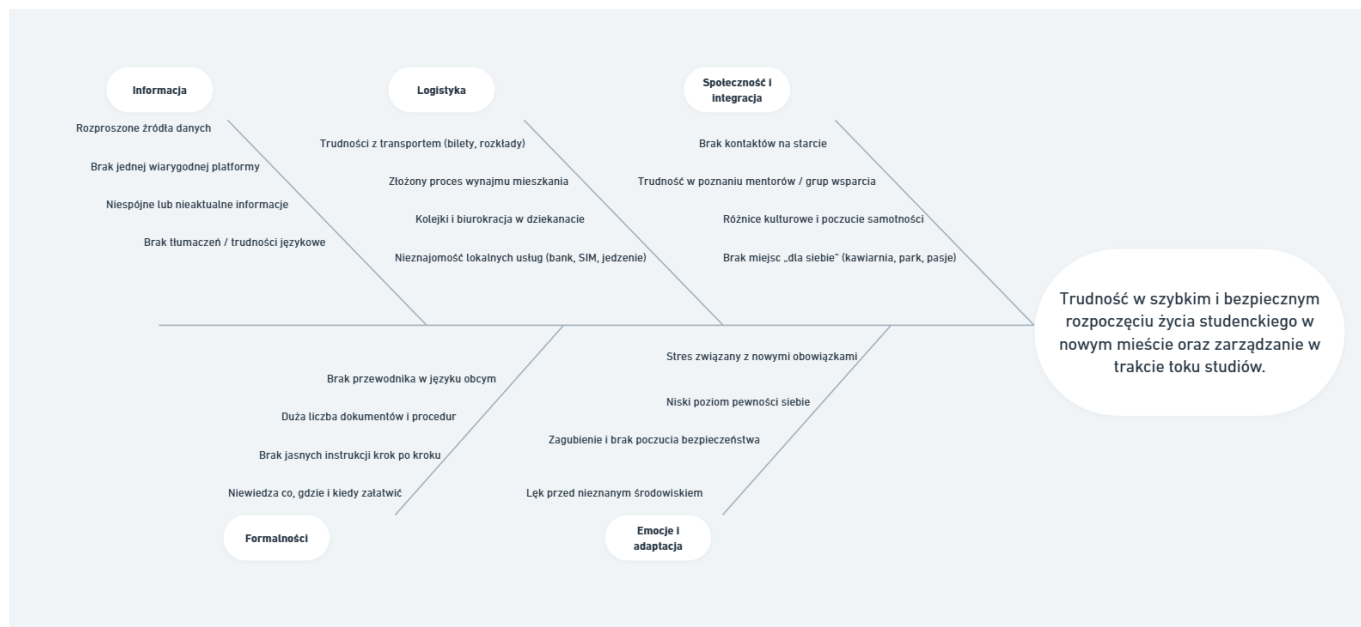 Informacja
Rozproszone źródła danych
Brak jednej wiarygodnej platformy
Niespójne lub nieaktualne informacje
Brak tłumaczeń / trudności językowe
Logistyka
Trudności z transportem (bilety, rozkłady)
Złożony proces wynajmu mieszkania
Kolejki i biurokracja w dziekanacie
Nieznajomość lokalnych usług (bank, SIM, jedzenie)
Społeczność i
integracja
Brak kontaktów na starcie
Trudność w poznaniu mentorów / grup wsparcia
Różnice kulturowe i poczucie samotności
Brak miejsc „dla siebie” (kawiarnia, park, pasje)
Trudność w szybkim i bezpiecznym
rozpoczęciu życia studenckiego w
nowym mieście oraz zarządzanie w
trakcie toku studiów.
Brak przewodnika w języku obcym
Duża liczba dokumentów i procedur
Brak jasnych instrukcji krok po kroku
Niewiedza co, gdzie i kiedy załatwić
Formalności
Stres związany z nowymi obowiązkami
Niski poziom pewności siebie
Zagubienie i brak poczucia bezpieczeństwa
Lęk przed nieznanym środowiskiem
Emocje i
adaptacja